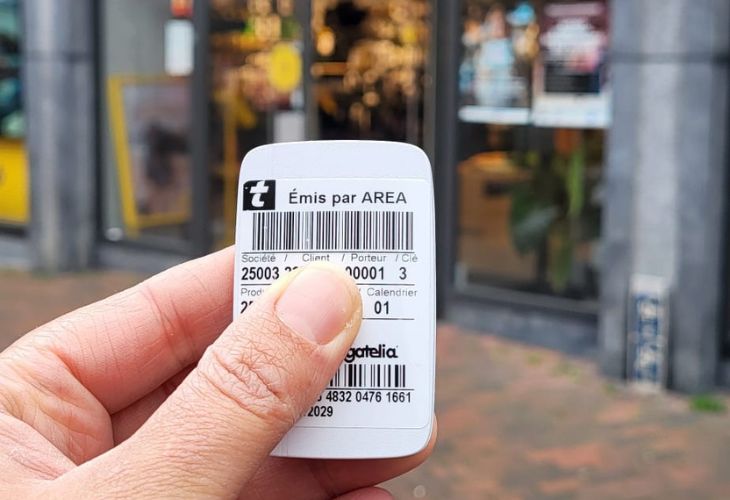 t Émis par AREA
Société / Client / Porteur / Clé
25003 00001 3
Calendrier
01
gatelia
4832 0476 1661
2029